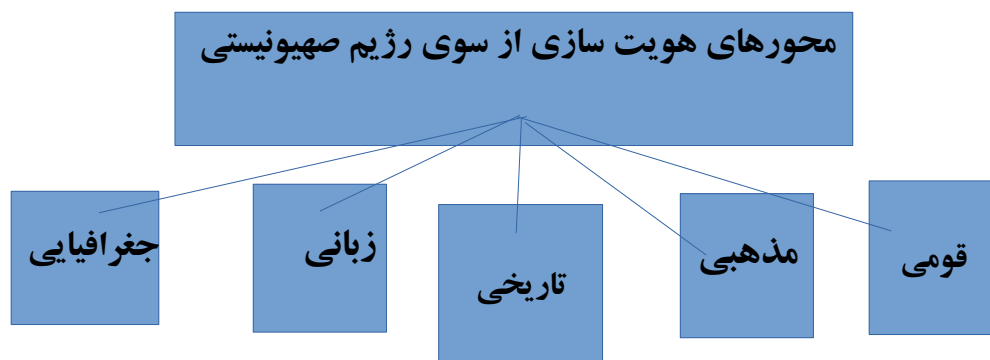 محورهای هویت سازی از سوی رژیم صهیونیستی
قومی
مذهبی
تاریخی
زبانی
جغرافیایی